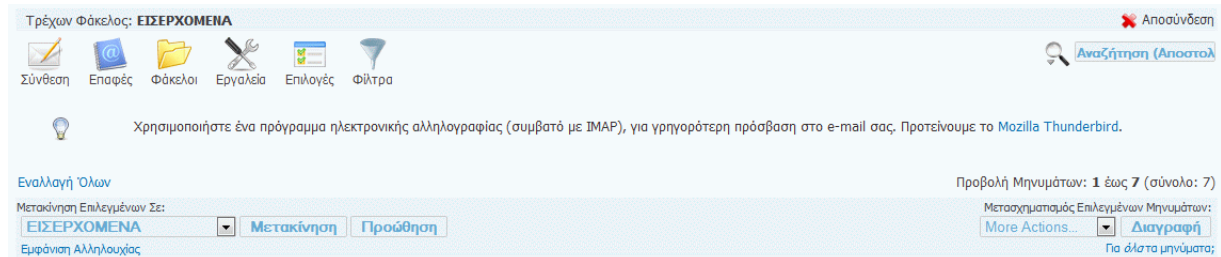 Τρέχων Φάκελος: ΕΙΣΕΡΧΟΜΕΝΑ Αποσύνδεση
Σύνθεση Επαφές Φάκελοι Εργαλεία Επιλογές Φίλτρα Αναζήτηση (Αποστολ
Χρησιμοποιήστε ένα πρόγραμμα ηλεκτρονικής αλληλογραφίας (συμβατό με IMAP), για γρηγορότερη πρόσβαση στο e-mail σας. Προτείνουμε το Mozilla Thunderbird.
Εναλλαγή Όλων Προβολή Μηνυμάτων: 1 έως 7 (σύνολο: 7)
Μετακίνηση Επιλεγμένων Σε: Μετασχηματισμός Επιλεγμένων Μηνυμάτων:
ΕΙΣΕΡΧΟΜΕΝΑ Μετακίνηση Προώθηση More Actions... Διαγραφή
Εμφάνιση Αλληλουχίας Για όλα τα μηνύματα;